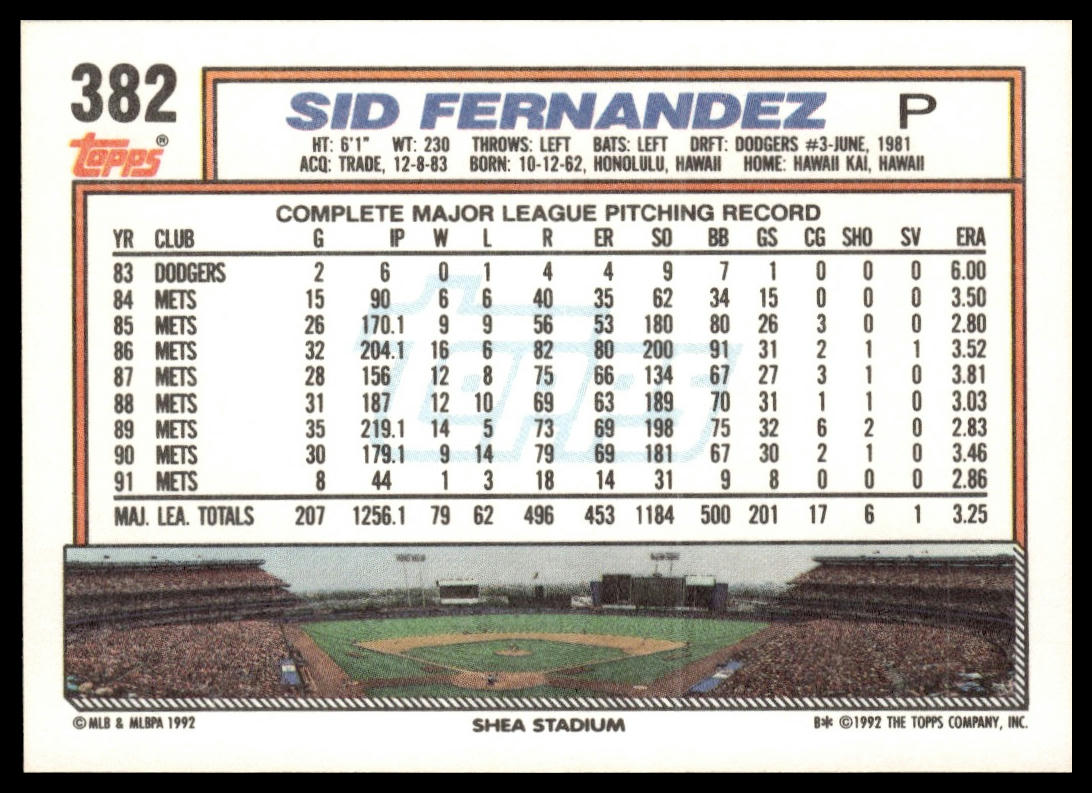 382
topps®
SID FERNANDEZ P
HT: 6'1" WT: 230 THROWS: LEFT BATS: LEFT DRFT: DODGERS #3-JUNE, 1981
ACQ: TRADE, 12-8-83 BORN: 10-12-62, HONOLULU, HAWAII HOME: HAWAII KAI, HAWAII
COMPLETE MAJOR LEAGUE PITCHING RECORD
YR CLUB G IP W L R ER SO BB GS CG SHO SV ERA
83 DODGERS 2 6 0 1 4 4 9 7 1 0 0 0 6.00
84 METS 15 90 6 6 40 35 62 34 15 0 0 0 3.50
85 METS 26 170.1 9 9 56 53 180 80 26 3 0 0 2.80
86 METS 32 204.1 16 6 82 80 200 91 31 2 1 1 3.52
87 METS 28 156 12 8 75 66 134 67 27 3 1 0 3.81
88 METS 31 187 12 10 69 63 189 70 31 1 1 0 3.03
89 METS 35 219.1 14 5 73 69 198 75 32 6 2 0 2.83
90 METS 30 179.1 9 14 79 69 181 67 30 2 1 0 3.46
91 METS 8 44 1 3 18 14 31 9 8 0 0 0 2.86
MAJ. LEA. TOTALS 207 1256.1 79 62 496 453 1184 500 201 17 6 1 3.25
topps
©MLB & MLBPA 1992 SHEA STADIUM B* ©1992 THE TOPPS COMPANY, INC.